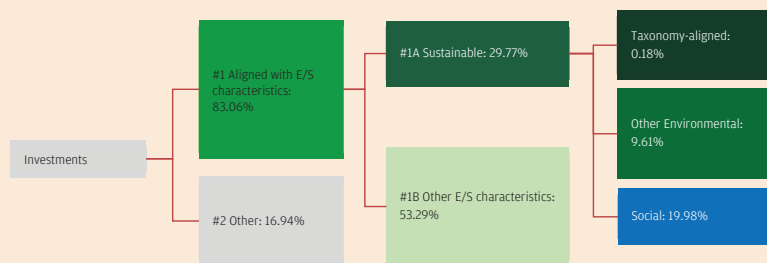 Investments
#1 Aligned with E/S
characteristics:
83.06%
#2 Other: 16.94%
#1A Sustainable: 29.77%
#1B Other E/S characteristics:
53.29%
Taxonomy-aligned:
0.18%
Other Environmental:
9.61%
Social: 19.98%